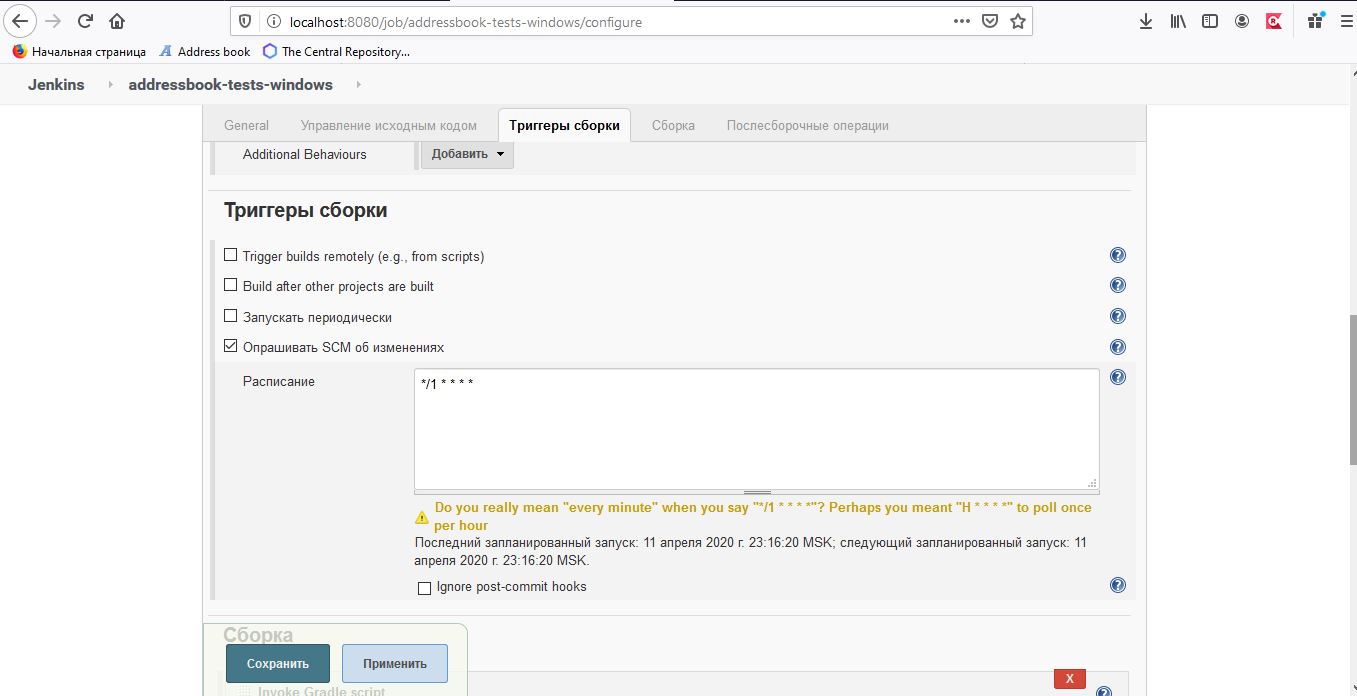 localhost:8080/job/addressbook-tests-windows/configure
Начальная страница Address book The Central Repository...
Jenkins addressbook-tests-windows
General Управление исходным кодом Триггеры сборки Сборка Послесборочные операции
Additional Behaviours Добавить
Триггеры сборки
Trigger builds remotely (e.g., from scripts)
Build after other projects are built
Запускать периодически
Опрашивать SCM об изменениях
Расписание */1 * * * *
Do you really mean "every minute" when you say "*/1 * * * *"? Perhaps you meant "H * * * *" to poll once
per hour
Последний запланированный запуск: 11 апреля 2020 г. 23:16:20 MSK; следующий запланированный запуск: 11
апреля 2020 г. 23:16:20 MSK.
Ignore post-commit hooks
Сборка
Сохранить Применить
X
Invoke Gradle script